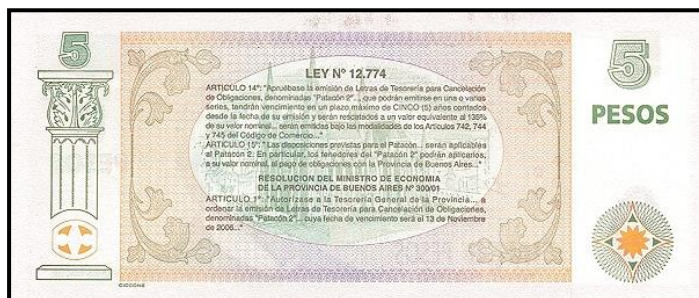 5
5
PESOS
LEY Nº 12.774
ARTICULO 14º: "Apruébase la emisión de Letras de Tesorería para Cancelación
de Obligaciones, denominadas "Patacón 2"... que podrán emitirse en una o varias
series, tendrán vencimiento en un plazo máximo de CINCO (5) años contados
desde la fecha de su emisión y serán rescatados a un valor equivalente al 135%
de su valor nominal... serán emitidas bajo las modalidades de los Artículos 742, 744
y 745 del Código de Comercio..."
ARTICULO 15º: "Las disposiciones previstas para el Patacón... serán aplicables
al Patacón 2. En particular, los tenedores del "Patacón 2" podrán aplicarlos,
a su valor nominal, al pago de obligaciones con la Provincia de Buenos Aires..."
RESOLUCION DEL MINISTRO DE ECONOMIA
DE LA PROVINCIA DE BUENOS AIRES Nº 300/01
ARTICULO 1º: "Autorízase a la Tesorería General de la Provincia... a
ordenar la emisión de Letras de Tesorería para Cancelación de Obligaciones,
denominadas "Patacón 2"... cuya fecha de vencimiento será el 13 de Noviembre
de 2006..."
CICCONE